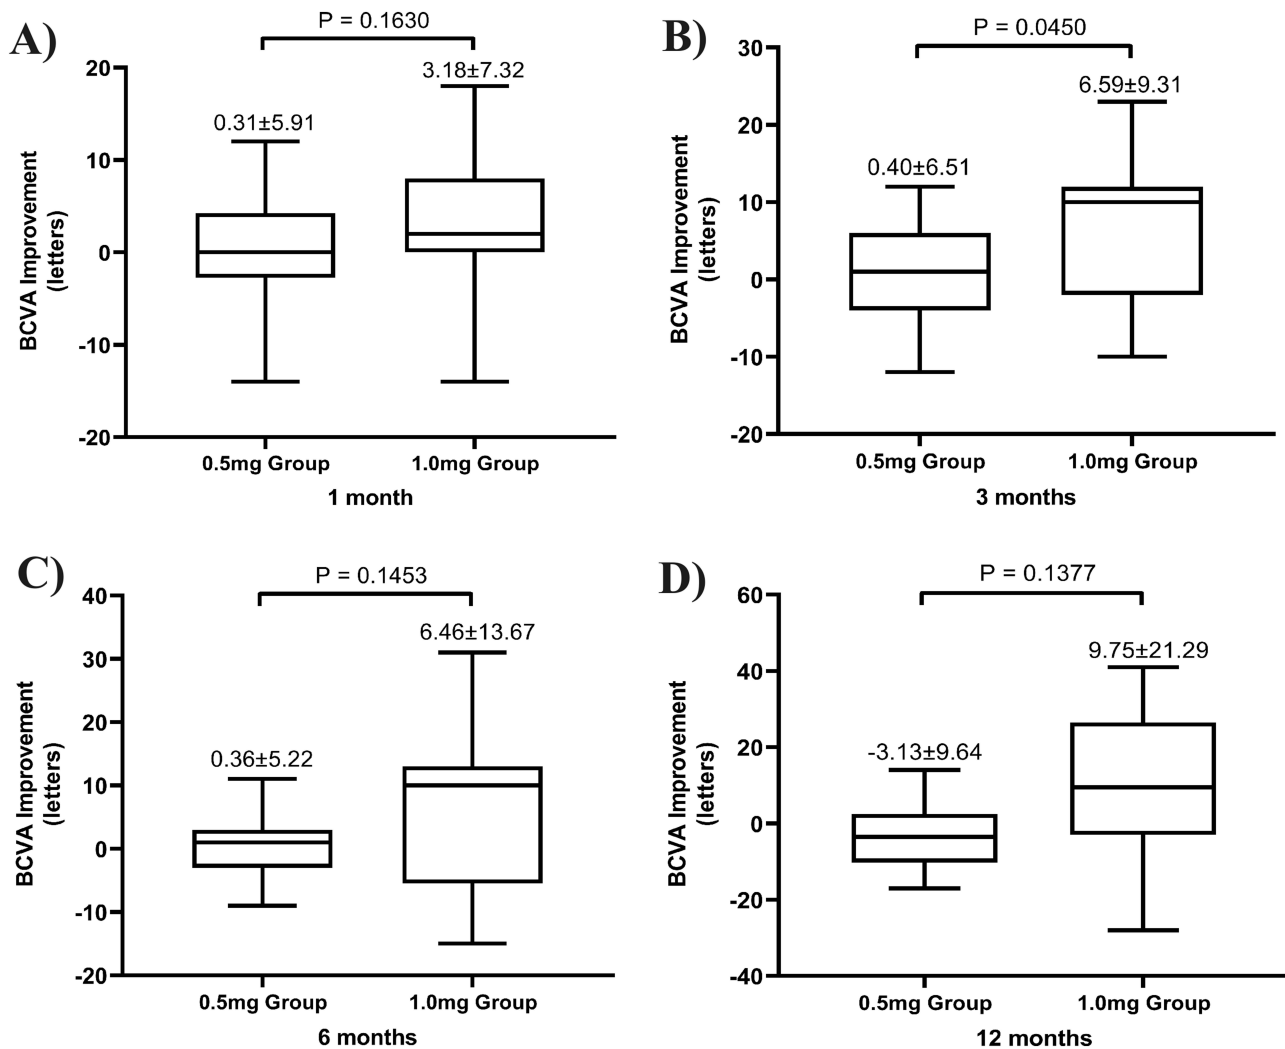 A)
P = 0.1630
3.18±7.32
0.31±5.91
20
10
0
-10
-20
BCVA Improvement
(letters)
0.5mg Group
1.0mg Group
1 month
B)
P = 0.0450
6.59±9.31
0.40±6.51
30
20
10
0
-10
-20
BCVA Improvement
(letters)
0.5mg Group
1.0mg Group
3 months
C)
P = 0.1453
6.46±13.67
0.36±5.22
40
30
20
10
0
-10
-20
BCVA Improvement
(letters)
0.5mg Group
1.0mg Group
6 months
D)
P = 0.1377
9.75±21.29
-3.13±9.64
60
40
20
0
-20
-40
BCVA Improvement
(letters)
0.5mg Group
1.0mg Group
12 months